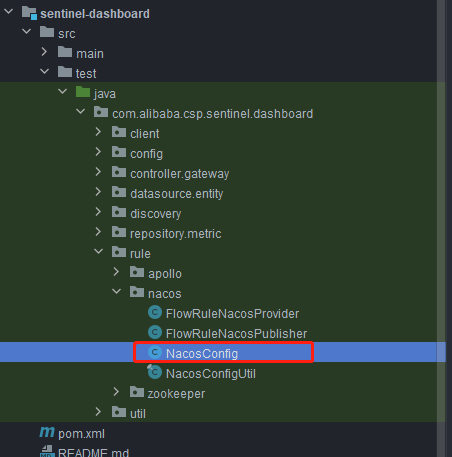 sentinel-dashboard
src
main
test
java
com.alibaba.csp.sentinel.dashboard
client
config
controller.gateway
datasource.entity
discovery
repository.metric
rule
apollo
nacos
FlowRuleNacosProvider
FlowRuleNacosPublisher
NacosConfig
NacosConfigUtil
zookeeper
util
pom.xml
README.md